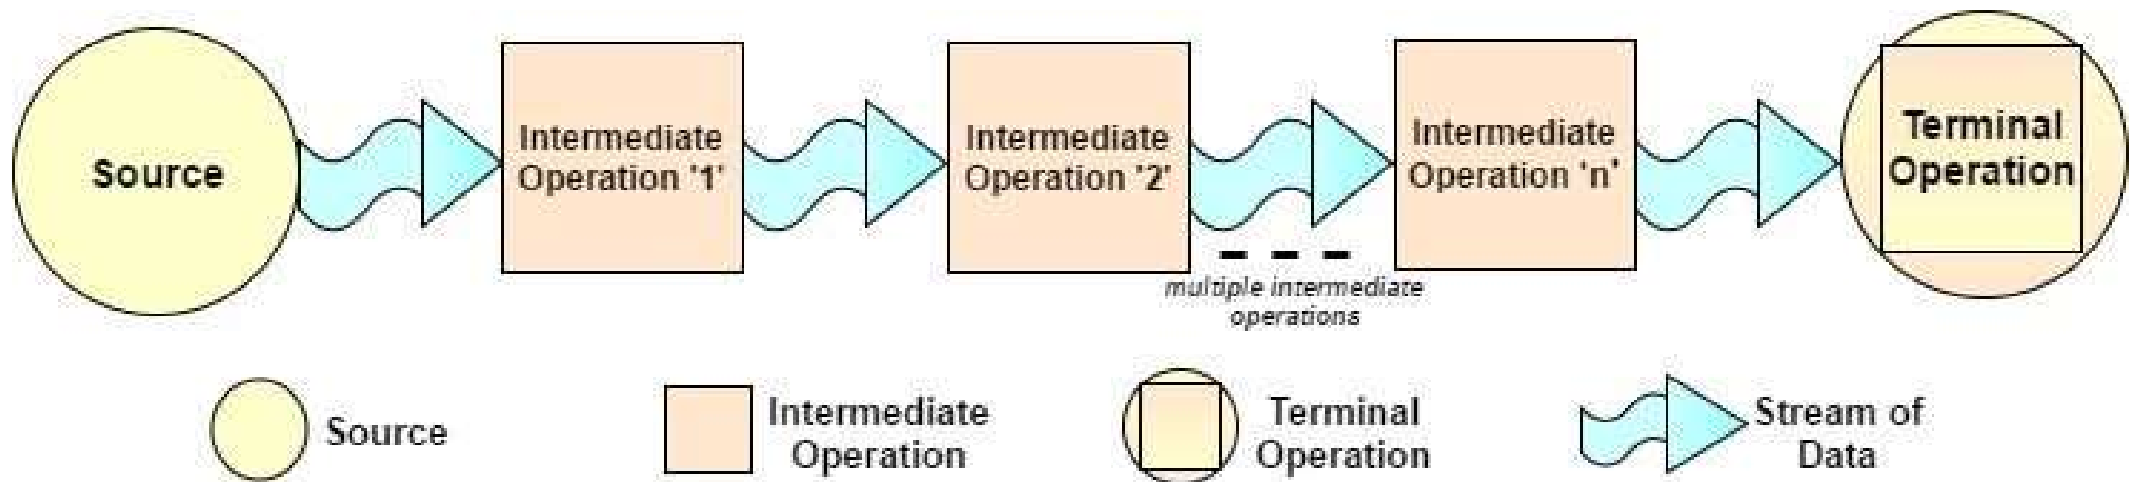 Source
Intermediate
Operation '1'
Intermediate
Operation '2'
multiple intermediate
operations
Intermediate
Operation 'n'
Terminal
Operation
Source
Intermediate
Operation
Terminal
Operation
Stream of
Data